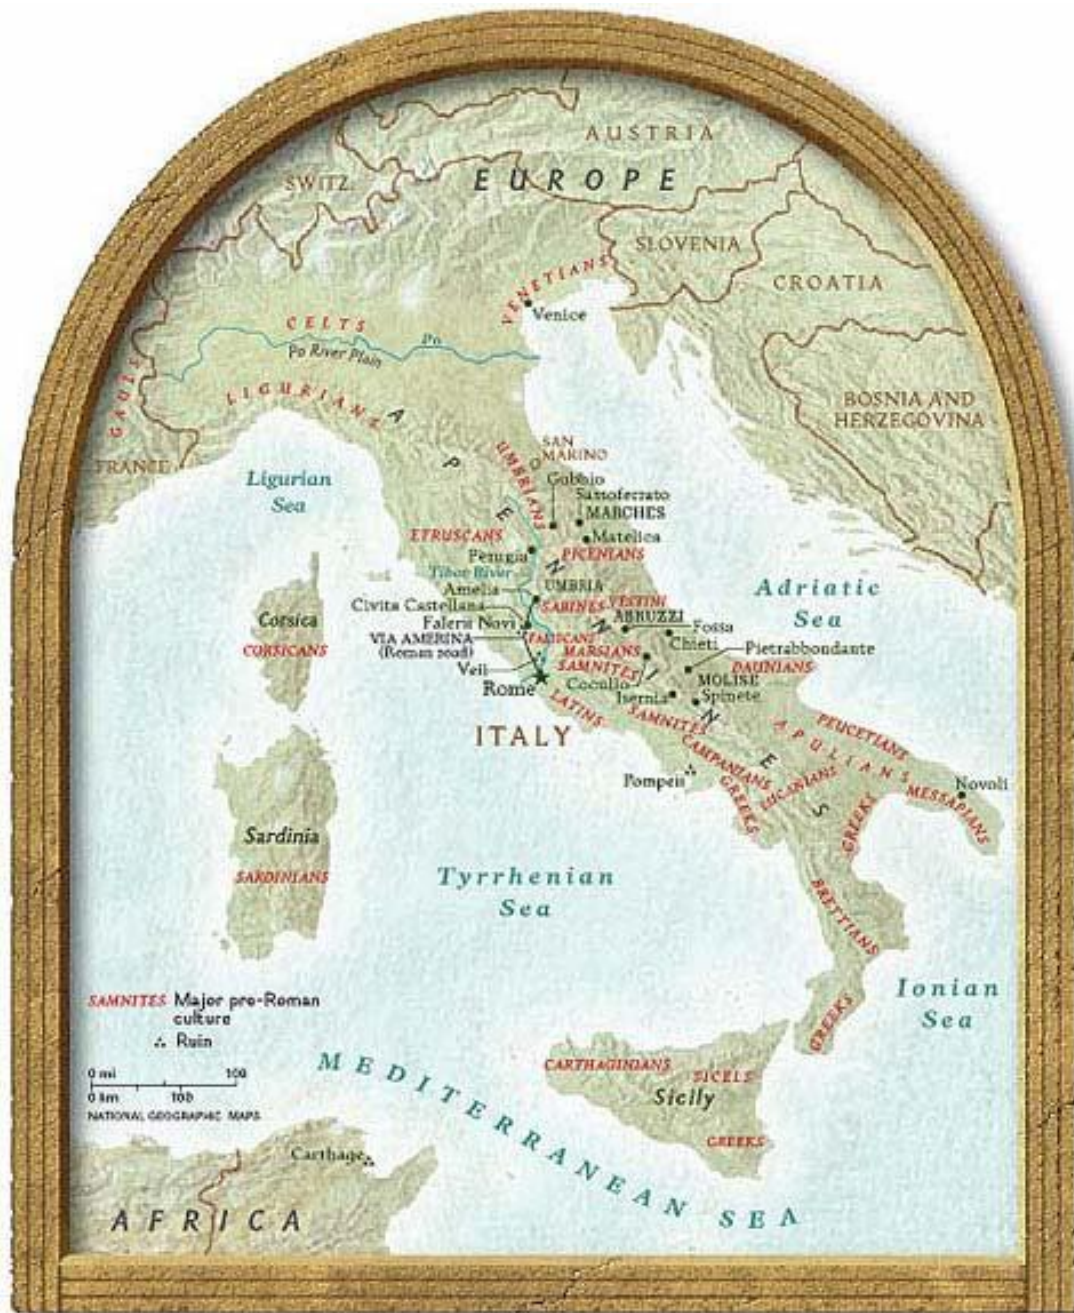 AUSTRIA
EUROPE
SWITZ.
SLOVENIA
CROATIA
VENETIANS
Venice
CELTS
Po
Po River Plain
GAULS
LIGURIANS
BOSNIA AND
HERZEGOVINA
FRANCE
APENNINES
SAN
MARINO
UMBRIANS
Ligurian
Sea
Gubbio
Sassoferrato
MARCHES
ETRUSCANS
Matelica
Perugia
PICENIANS
Tiber River
Amelia
UMBRIA
Adriatic
Sea
Civita Castellana
SABINES
VESTINI
Corsica
Falerii Novi
ABRUZZI
Fossa
VIA AMERINA
(Roman road)
FALISCANS
Chieti
CORSICANS
MARSIANS
Pietrabbondante
Veii
SAMNITES
DAUNIANS
Rome
Cocullo
MOLISE
Isernia
Spinete
LATINS
SAMNITES
ITALY
PEUCETIANS
APULIANS
CAMPANIANS
Pompeii
LUCANIANS
Novoli
GREEKS
MESSAPIANS
GREEKS
Sardinia
SARDINIANS
Tyrrhenian
Sea
BRETTIANS
Ionian
Sea
SAMNITES Major pre-Roman
culture
Ruin
GREEKS
0 mi 100
0 km 100
NATIONAL GEOGRAPHIC MAPS
MEDITERRANEAN SEA
CARTHAGINIANS
SICELS
Sicily
GREEKS
Carthage
AFRICA